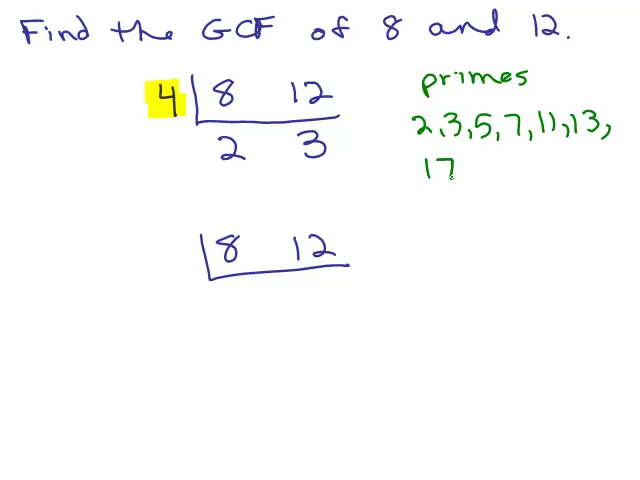 Find the GCF of 8 and 12.
4 8 12
2 3
primes
2,3,5,7,11,13,
17
8 12